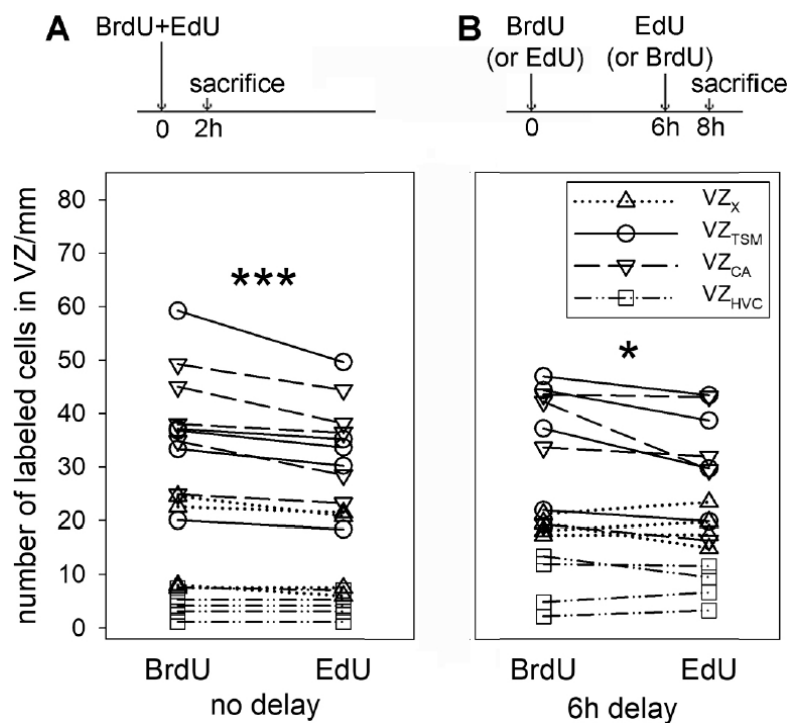 A
BrdU+EdU
sacrifice
0 2h
80
70
60
50
40
30
20
10
0
number of labeled cells in VZ/mm
***
BrdU EdU
no delay
B
BrdU EdU
(or EdU) (or BrdU)
sacrifice
0 6h 8h
VZX
VZTSM
VZCA
VZHVC
*
BrdU EdU
6h delay